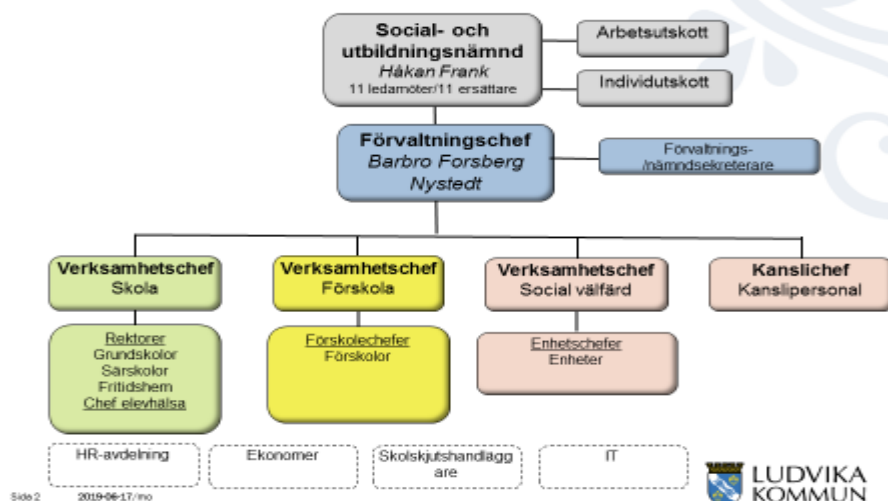 Social- och
utbildningsnämnd
Håkan Frank
11 ledamöter/11 ersättare
Arbetsutskott
Individutskott
Förvaltningschef
Barbro Forsberg
Nystedt
Förvaltnings-
/nämndsekreterare
Verksamhetschef
Skola
Verksamhetschef
Förskola
Verksamhetschef
Social välfärd
Kanslichef
Kanslipersonal
Rektorer
Grundskolor
Särskolor
Fritidshem
Chef elevhälsa
Förskolechefer
Förskolor
Enhetschefer
Enheter
HR-avdelning
Ekonomer
Skolskjutshandlägg
are
IT
Sida 2
2019-06-17/mo
LUDVIKA
KOMMUN